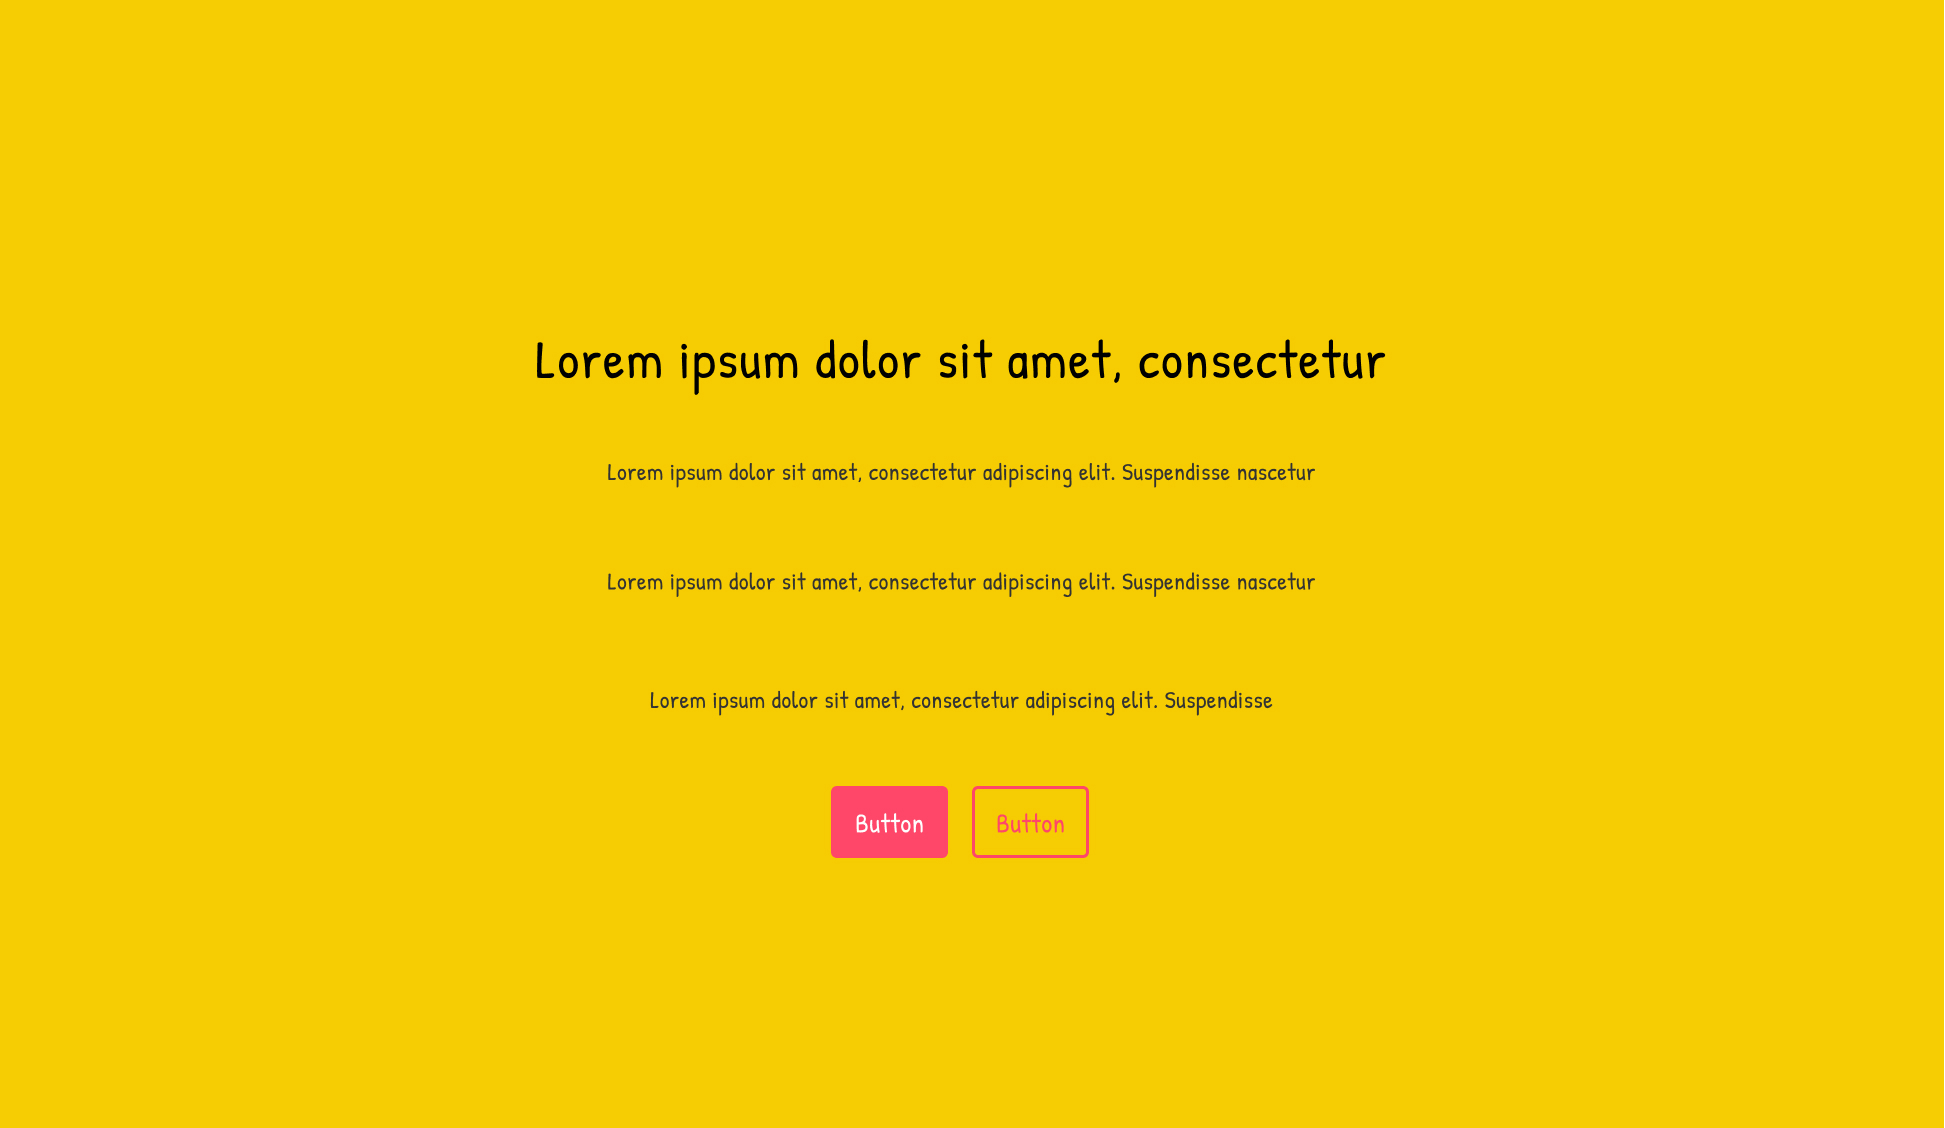 Lorem ipsum dolor sit amet, consectetur
Lorem ipsum dolor sit amet, consectetur adipiscing elit. Suspendisse nascetur
Lorem ipsum dolor sit amet, consectetur adipiscing elit. Suspendisse nascetur
Lorem ipsum dolor sit amet, consectetur adipiscing elit. Suspendisse
Button Button